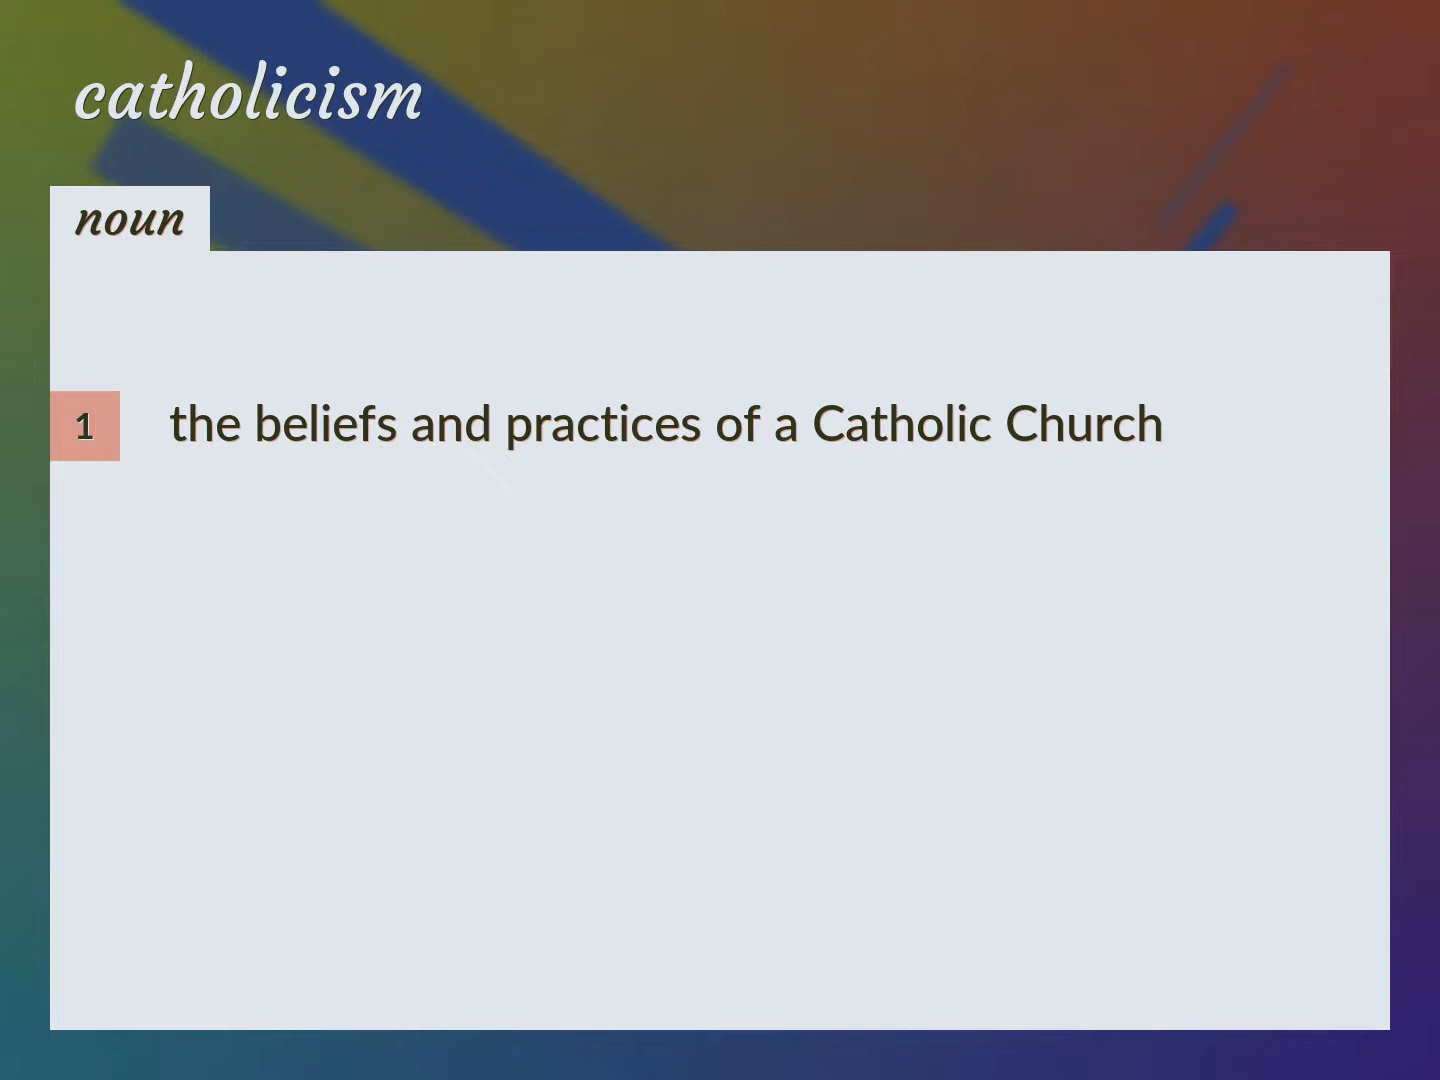 catholicism
noun
1 the beliefs and practices of a Catholic Church